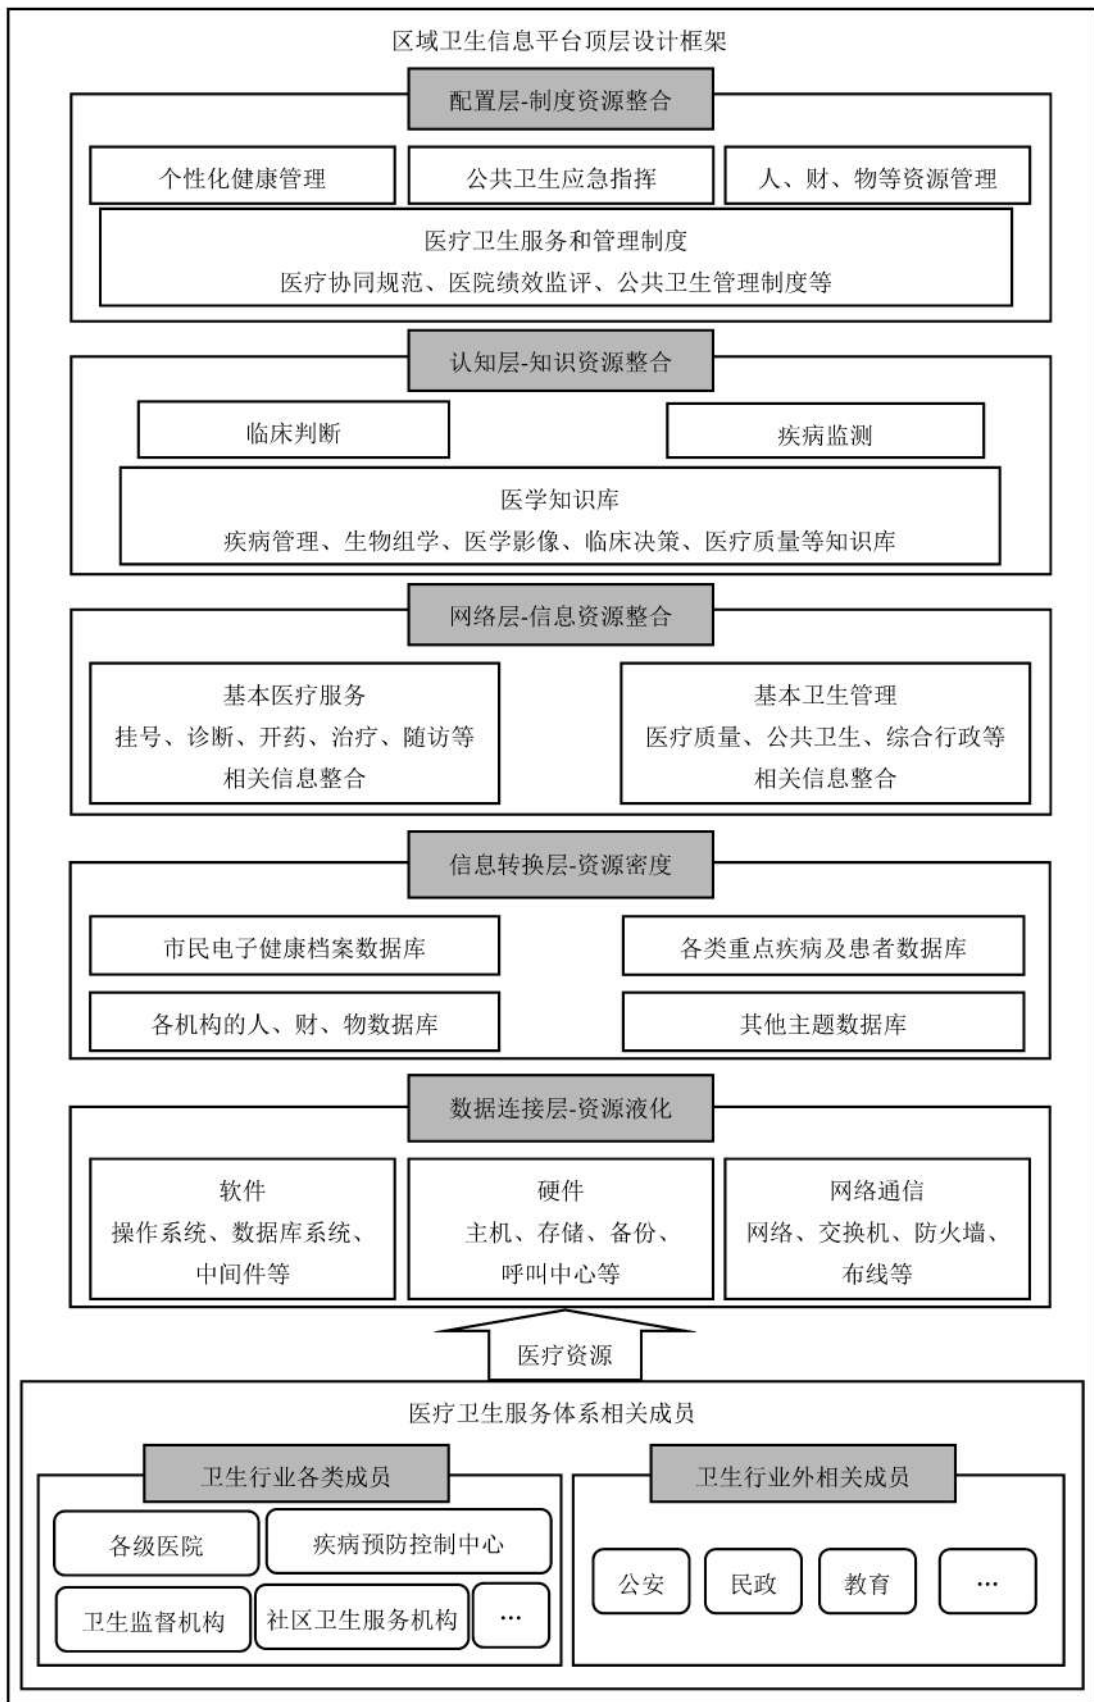 区域卫生信息平台顶层设计框架
配置层-制度资源整合
个性化健康管理
公共卫生应急指挥
人、财、物等资源管理
医疗卫生服务和管理制度
医疗协同规范、医院绩效监评、公共卫生管理制度等
认知层-知识资源整合
临床判断
疾病监测
医学知识库
疾病管理、生物组学、医学影像、临床决策、医疗质量等知识库
网络层-信息资源整合
基本医疗服务
挂号、诊断、开药、治疗、随访等
相关信息整合
基本卫生管理
医疗质量、公共卫生、综合行政等
相关信息整合
信息转换层-资源密度
市民电子健康档案数据库
各类重点疾病及患者数据库
各机构的人、财、物数据库
其他主题数据库
数据连接层-资源液化
软件
操作系统、数据库系统、
中间件等
硬件
主机、存储、备份、
呼叫中心等
网络通信
网络、交换机、防火墙、
布线等
医疗资源
医疗卫生服务体系相关成员
卫生行业各类成员
各级医院
疾病预防控制中心
卫生监督机构
社区卫生服务机构
…
卫生行业外相关成员
公安
民政
教育
…